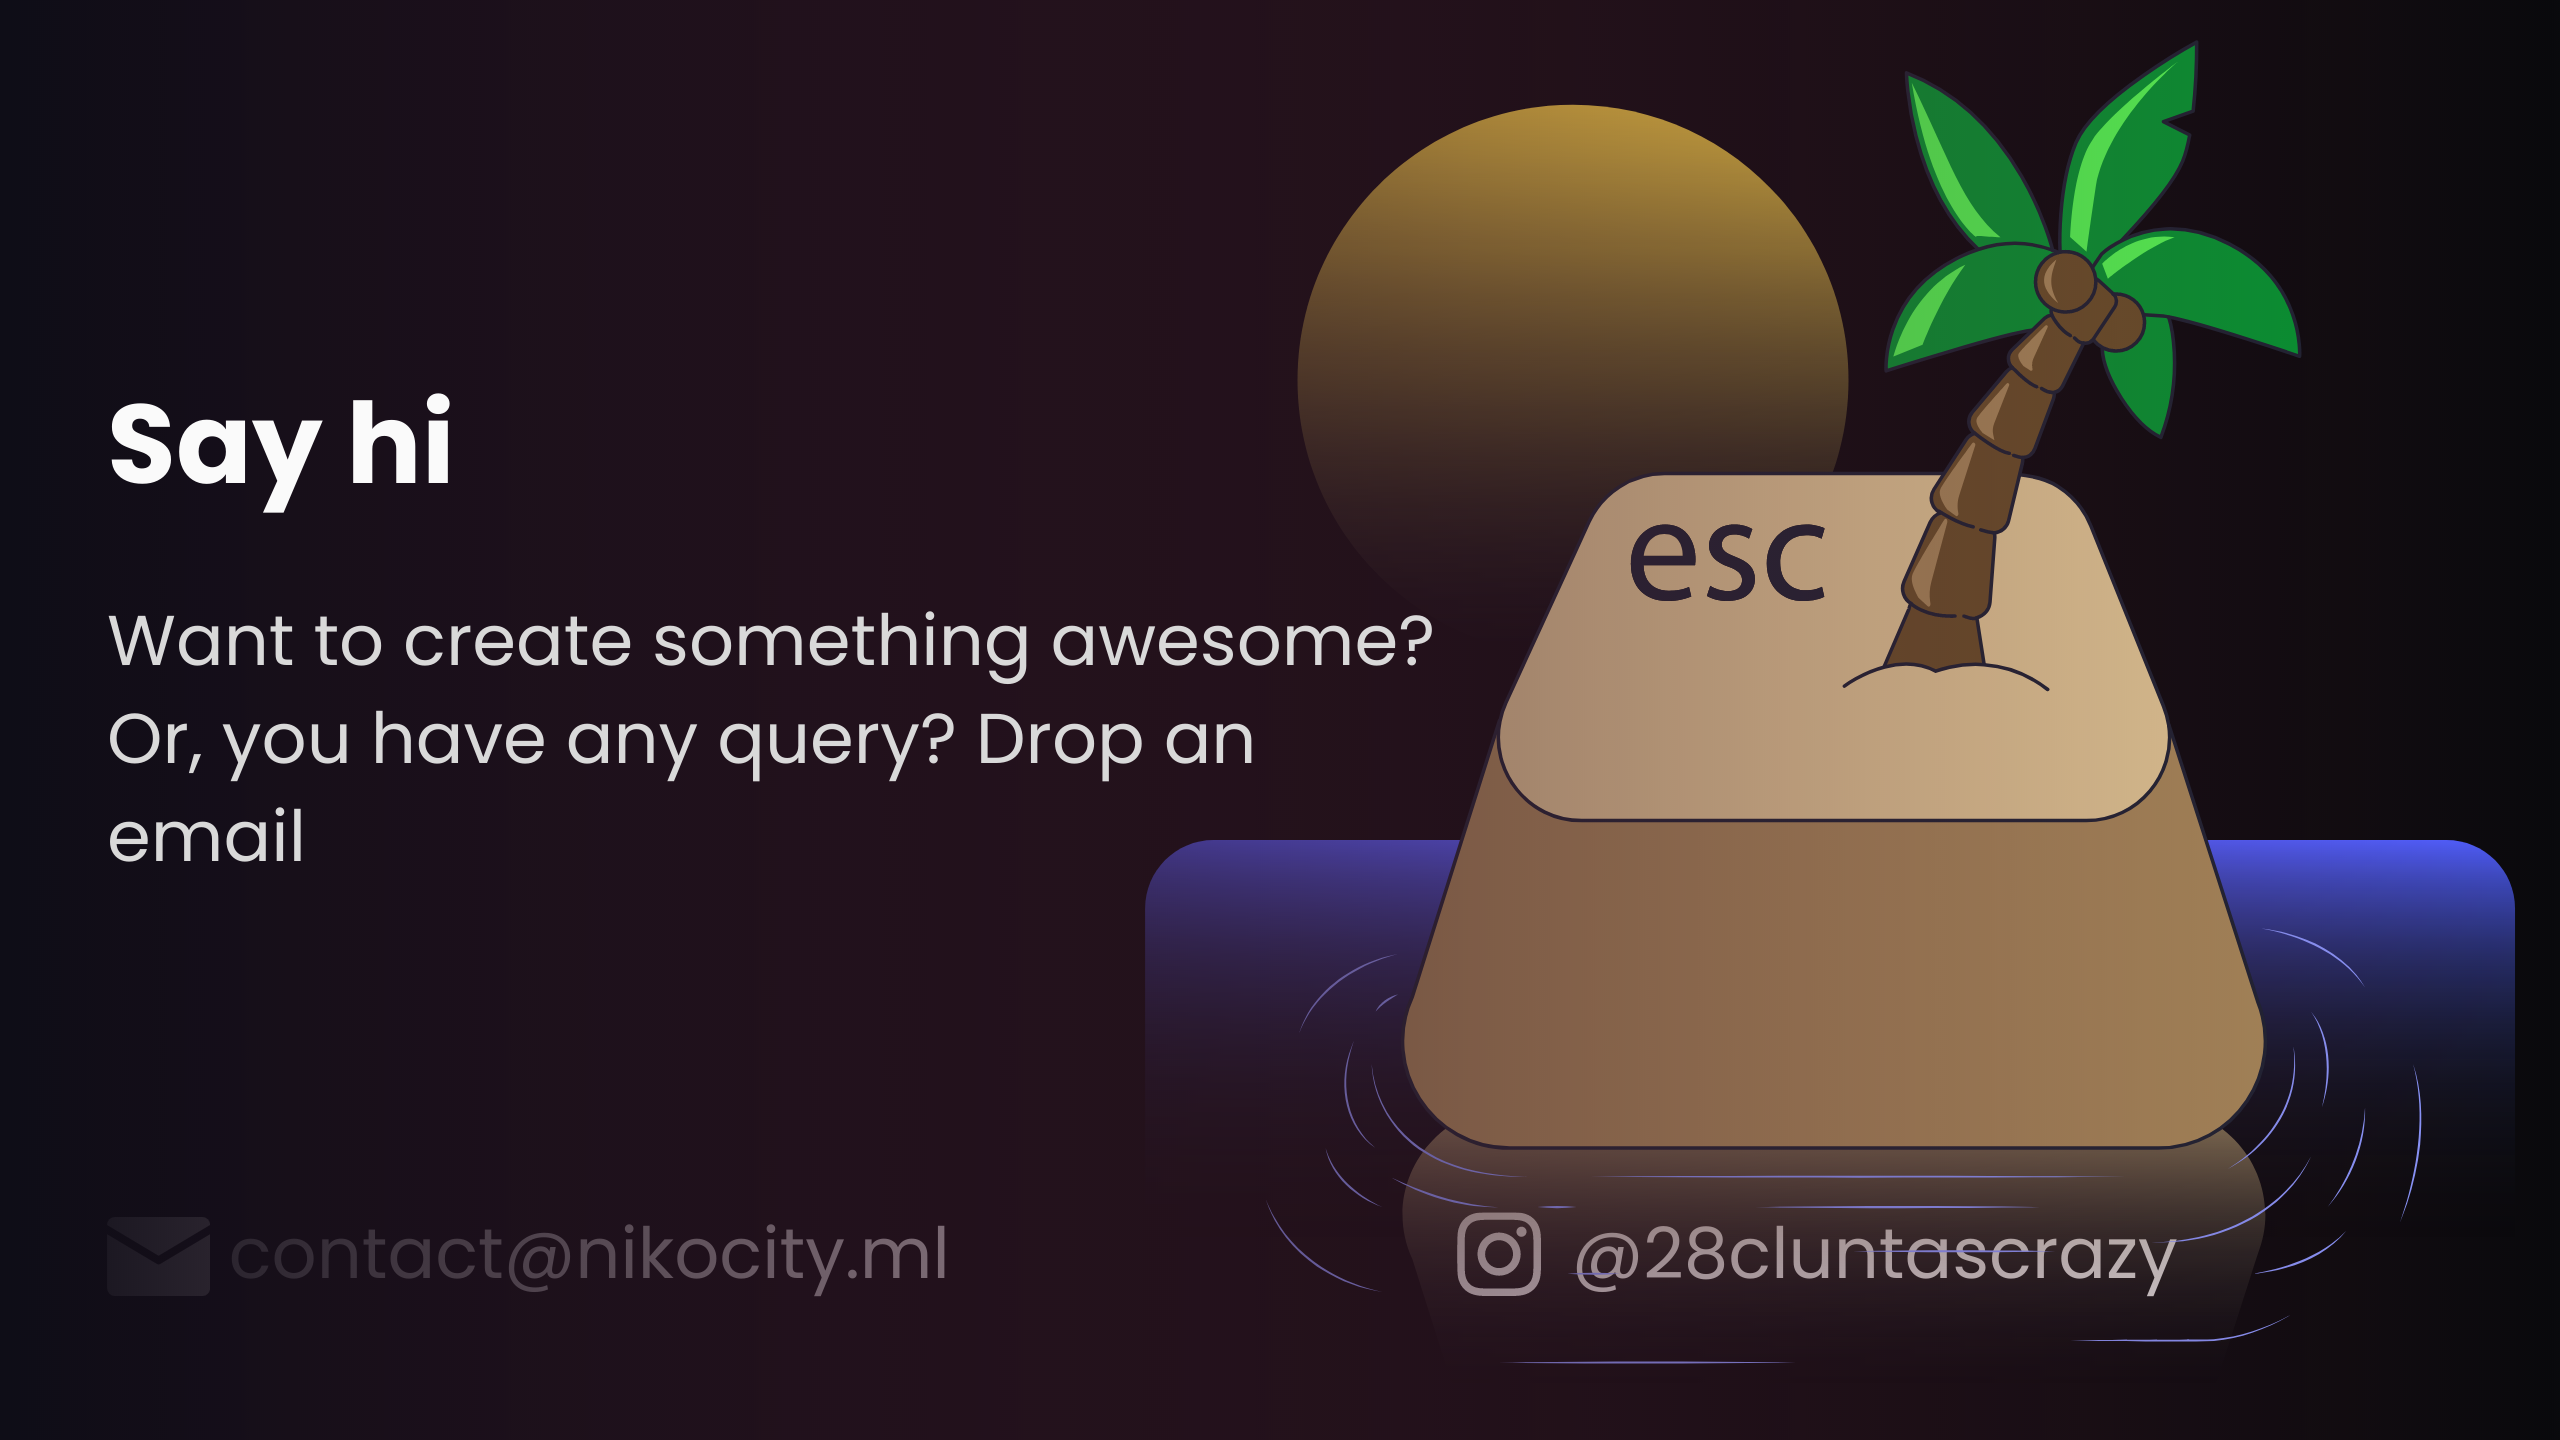 Say hi
esc
Want to create something awesome?
Or, you have any query? Drop an
email
contact@nikocity.ml
@28cluntascrazy